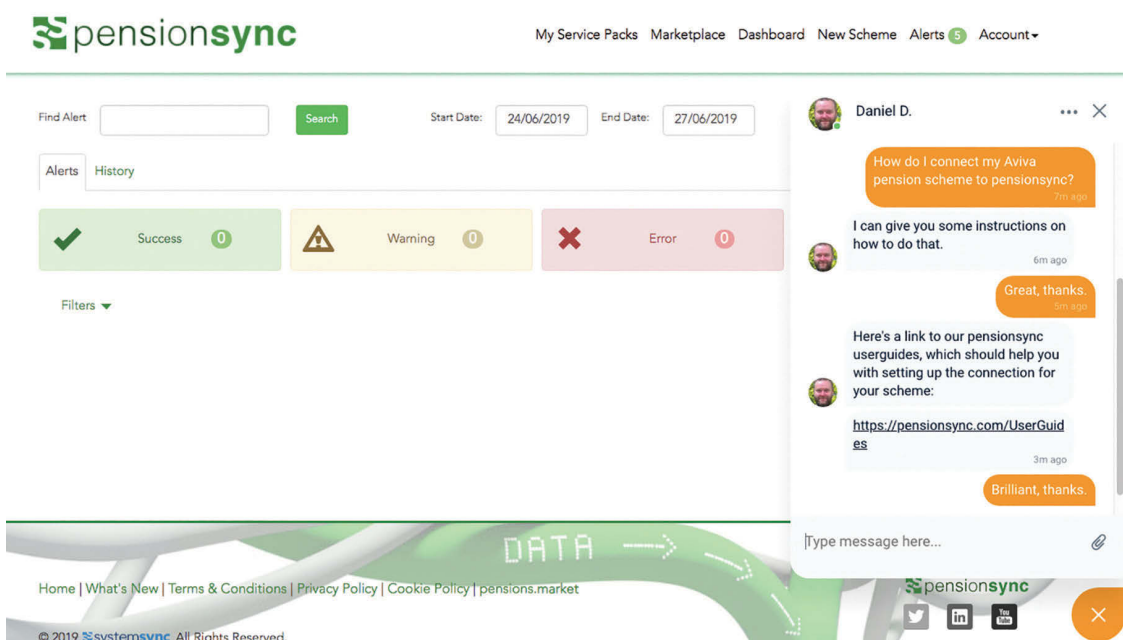 pensionsync
My Service Packs Marketplace Dashboard New Scheme Alerts 5 Account
Find Alert Search Start Date: 24/06/2019 End Date: 27/06/2019
Alerts History
Success 0 Warning 0 Error 0
Filters
Daniel D.
How do I connect my Aviva
pension scheme to pensionsync?
7m ago
I can give you some instructions on
how to do that.
6m ago
Great, thanks.
5m ago
Here's a link to our pensionsync
userguides, which should help you
with setting up the connection for
your scheme:
https://pensionsync.com/UserGuid
es
3m ago
Brilliant, thanks.
Type message here...
DATA
Home | What's New | Terms & Conditions | Privacy Policy | Cookie Policy | pensions.market
pensionsync
in
You
Tube
© 2019 systemsync All Rights Reserved